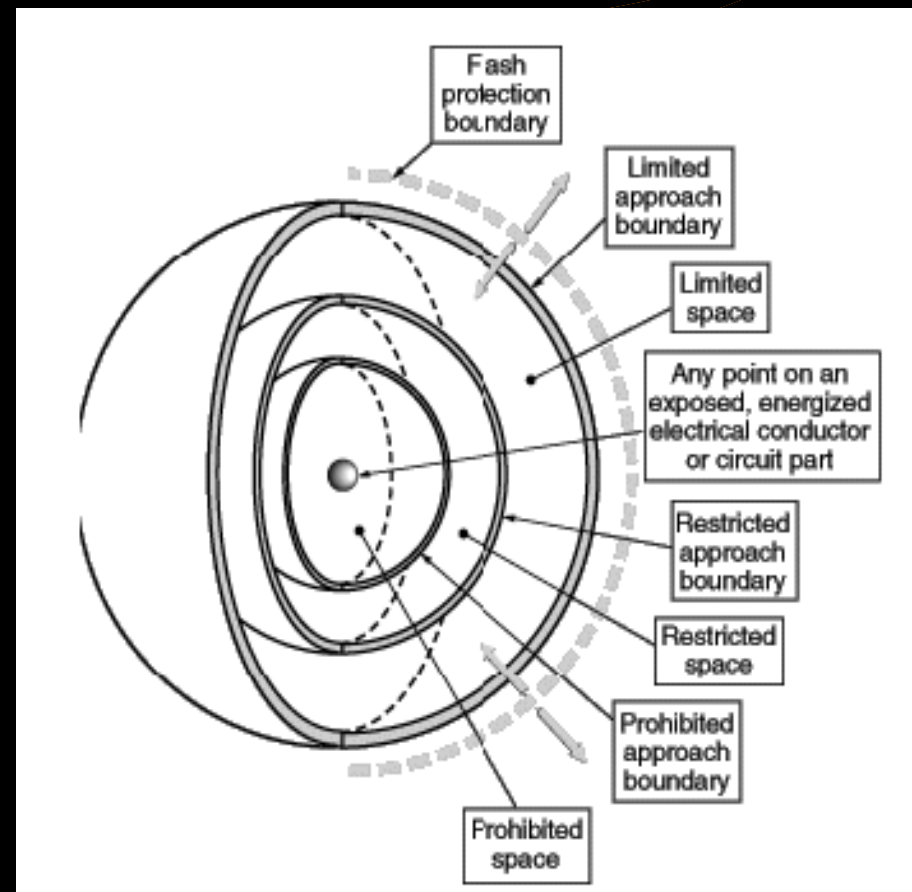 Fash
protection
boundary
Limited
approach
boundary
Limited
space
Any point on an
exposed, energized
electrical conductor
or circuit part
Restricted
approach
boundary
Restricted
space
Prohibited
approach
boundary
Prohibited
space